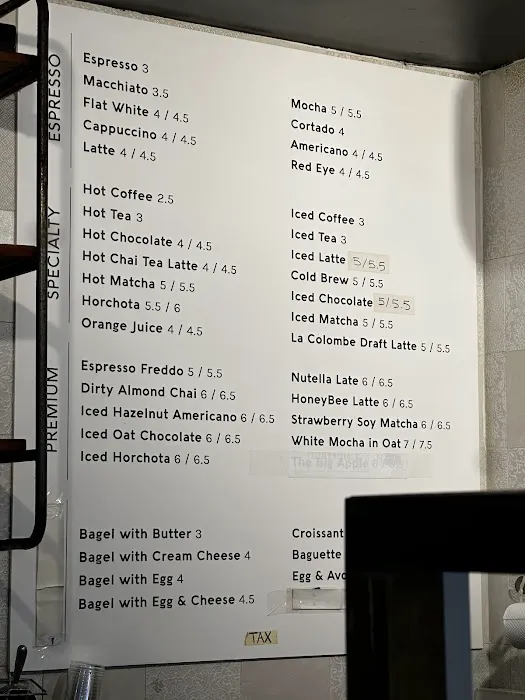 ESPRESSO
Espresso 3
Macchiato 3.5
Flat White 4 / 4.5
Cappuccino 4 / 4.5
Latte 4 / 4.5
Mocha 5 / 5.5
Cortado 4
Americano 4 / 4.5
Red Eye 4 / 4.5
SPECIALTY
Hot Coffee 2.5
Hot Tea 3
Hot Chocolate 4 / 4.5
Hot Chai Tea Latte 4 / 4.5
Hot Matcha 5 / 5.5
Horchota 5.5 / 6
Orange Juice 4 / 4.5
Iced Coffee 3
Iced Tea 3
Iced Latte 5/5.5
Cold Brew 5 / 5.5
Iced Chocolate 5/5.5
Iced Matcha 5 / 5.5
La Colombe Draft Latte 5 / 5.5
PREMIUM
Espresso Freddo 5 / 5.5
Dirty Almond Chai 6 / 6.5
Iced Hazelnut Americano 6 / 6.5
Iced Oat Chocolate 6 / 6.5
Iced Horchota 6 / 6.5
Nutella Late 6 / 6.5
HoneyBee Latte 6 / 6.5
Strawberry Soy Matcha 6 / 6.5
White Mocha in Oat 7 / 7.5
The Big Apple
Bagel with Butter 3
Bagel with Cream Cheese 4
Bagel with Egg 4
Bagel with Egg & Cheese 4.5
Croissant
Baguette
Egg &
TAX